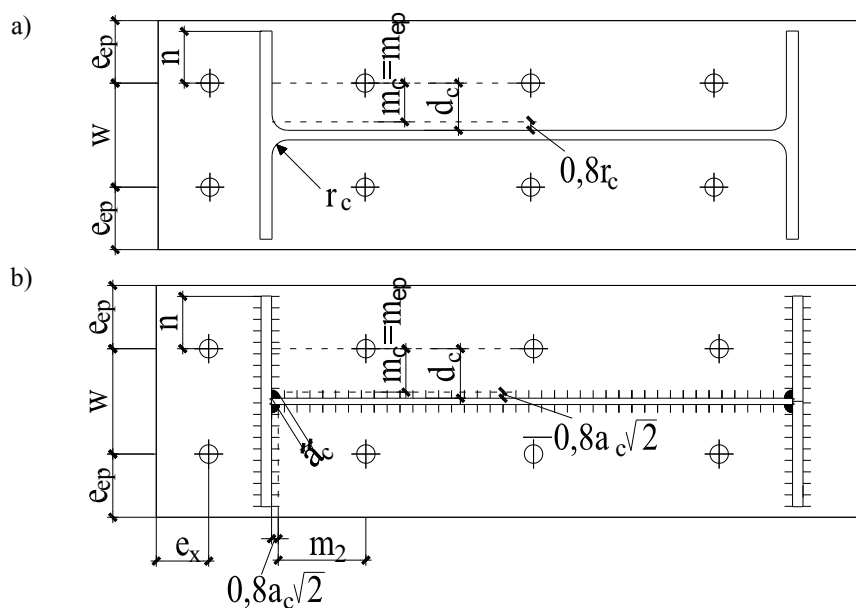 a)
e_ep
n
m_c=m_ep
d_c
w
0,8r_c
r_c
e_ep
b)
e_ep
n
m_c=m_ep
d_c
w
a_c
0,8a_c√2
e_ep
e_x
m_2
0,8a_c√2